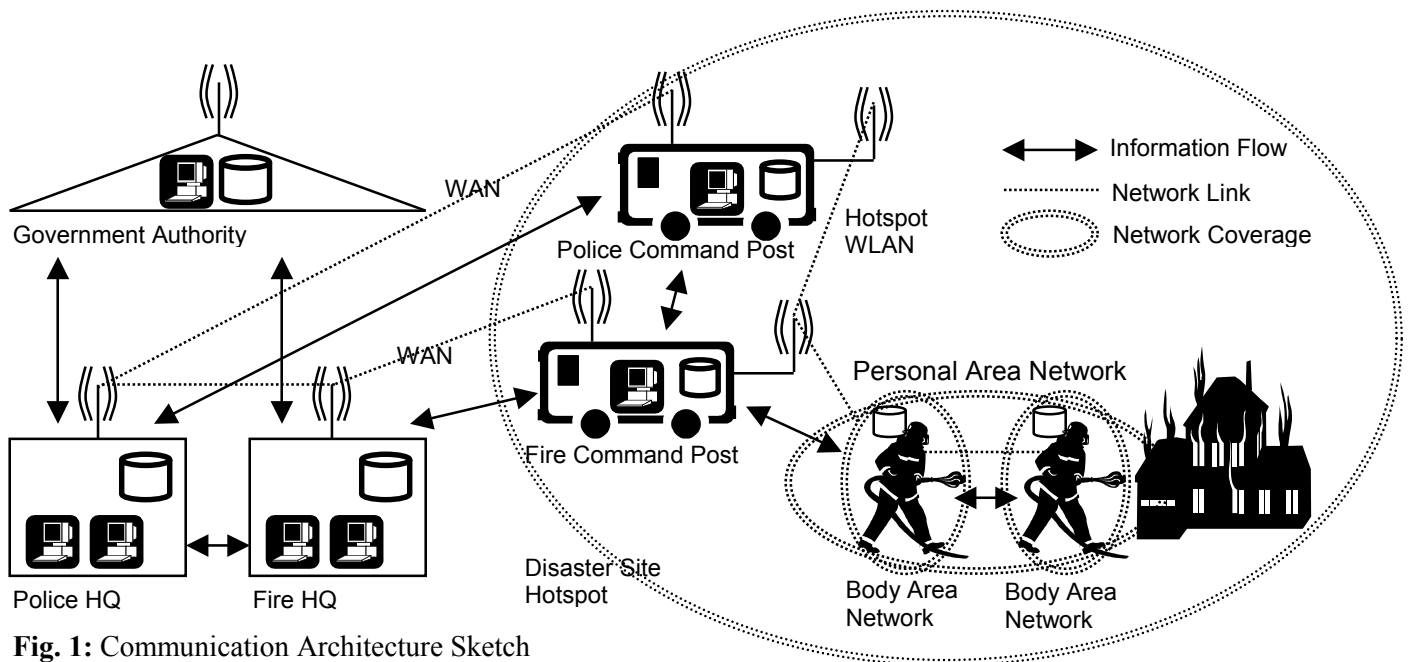 WAN
Government Authority
Police Command Post
Hotspot
WLAN
Information Flow
Network Link
Network Coverage
WAN
Fire Command Post
Personal Area Network
Police HQ
Fire HQ
Disaster Site
Hotspot
Body Area
Network
Body Area
Network
Fig. 1: Communication Architecture Sketch